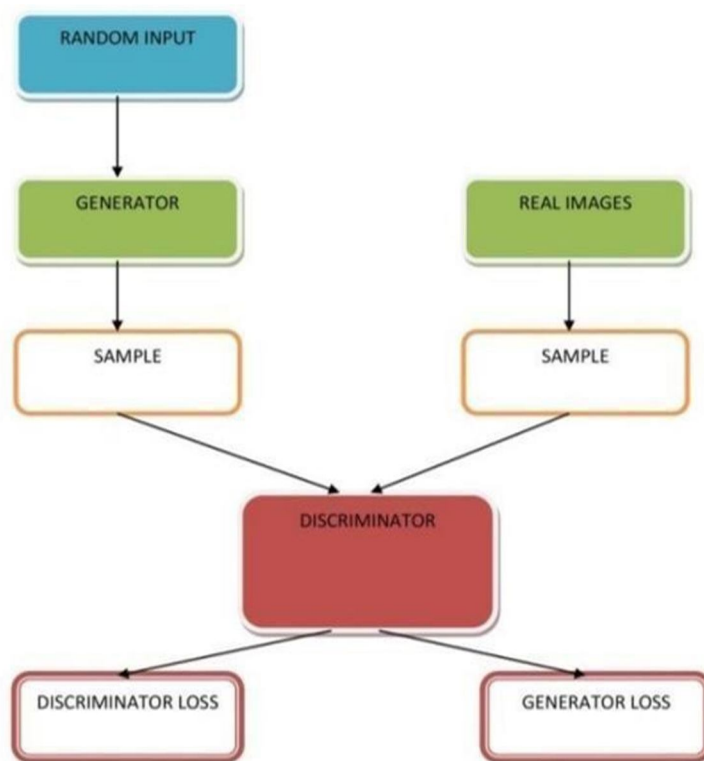 RANDOM INPUT
GENERATOR
REAL IMAGES
SAMPLE
SAMPLE
DISCRIMINATOR
DISCRIMINATOR LOSS
GENERATOR LOSS